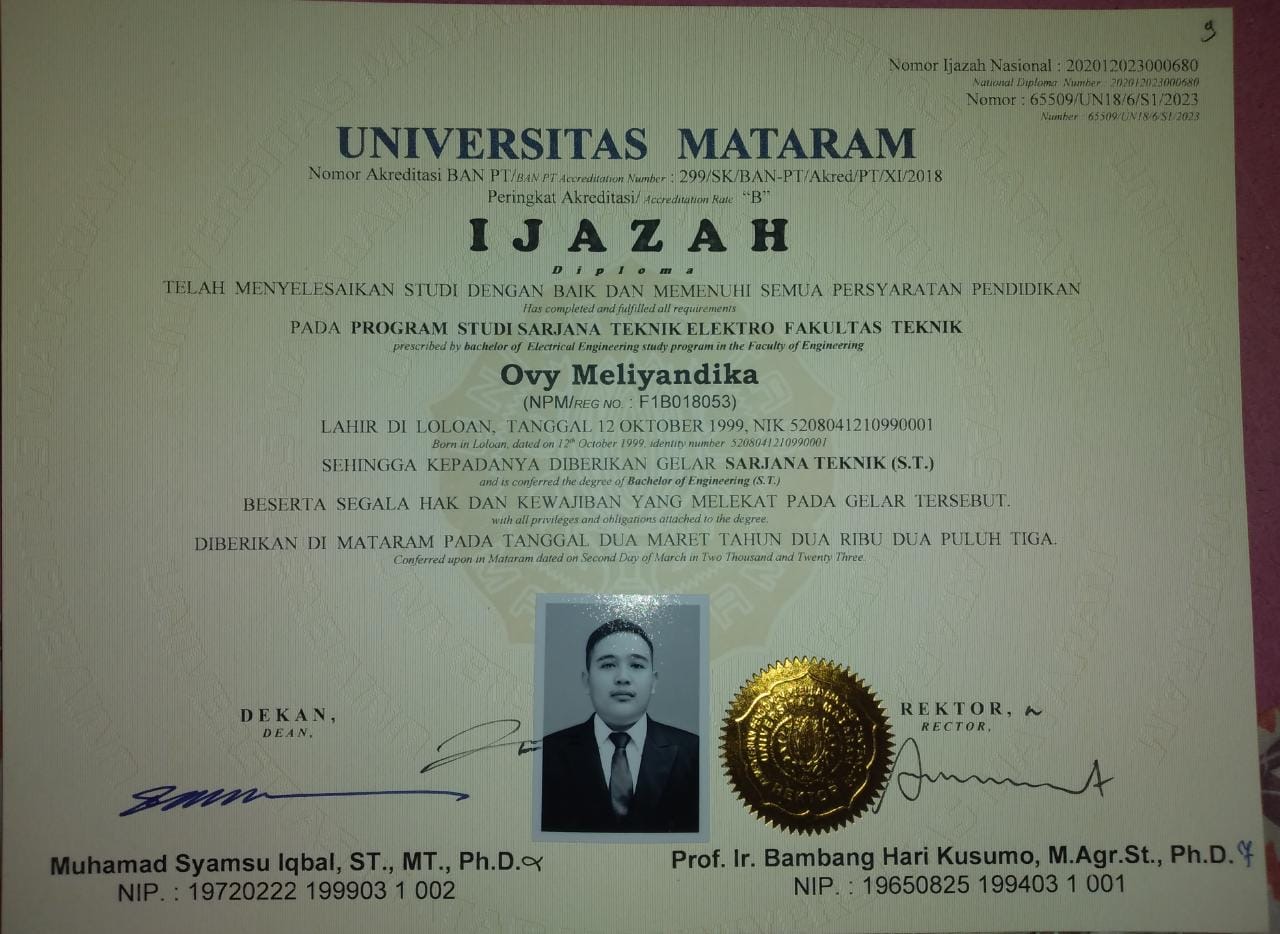 Nomor Ijazah Nasional : 202012023000680
National Diploma Number : 202012023000680
Nomor : 65509/UN18/6/S1/2023
Number : 65509/UN18/6/S1/2023
UNIVERSITAS MATARAM
Nomor Akreditasi BAN PT/BAN PT Accreditation Number : 299/SK/BAN-PT/Akred/PT/XI/2018
Peringkat Akreditasi/ Accreditation Rate "B"
IJAZAH
Diploma
TELAH MENYELESAIKAN STUDI DENGAN BAIK DAN MEMENUHI SEMUA PERSYARATAN PENDIDIKAN
Has completed and fulfilled all requirements
PADA PROGRAM STUDI SARJANA TEKNIK ELEKTRO FAKULTAS TEKNIK
prescribed by bachelor of Electrical Engineering study program in the Faculty of Engineering
Ovy Meliyandika
(NPM/REG NO. : F1B018053)
LAHIR DI LOLOAN, TANGGAL 12 OKTOBER 1999, NIK 5208041210990001
Born in Loloan, dated on 12th October 1999, identity number 5208041210990001
SEHINGGA KEPADANYA DIBERIKAN GELAR SARJANA TEKNIK (S.T.)
and is conferred the degree of Bachelor of Engineering (S.T.)
BESERTA SEGALA HAK DAN KEWAJIBAN YANG MELEKAT PADA GELAR TERSEBUT.
with all privileges and obligations attached to the degree.
DIBERIKAN DI MATARAM PADA TANGGAL DUA MARET TAHUN DUA RIBU DUA PULUH TIGA.
Conferred upon in Mataram dated on Second Day of March in Two Thousand and Twenty Three.
DEKAN,
DEAN,
REKTOR,
RECTOR,
UNIVERSITAS MATARAM
REKTOR
Muhamad Syamsu Iqbal, ST., MT., Ph.D.
NIP. : 19720222 199903 1 002
Prof. Ir. Bambang Hari Kusumo, M.Agr.St., Ph.D.
NIP. : 19650825 199403 1 001